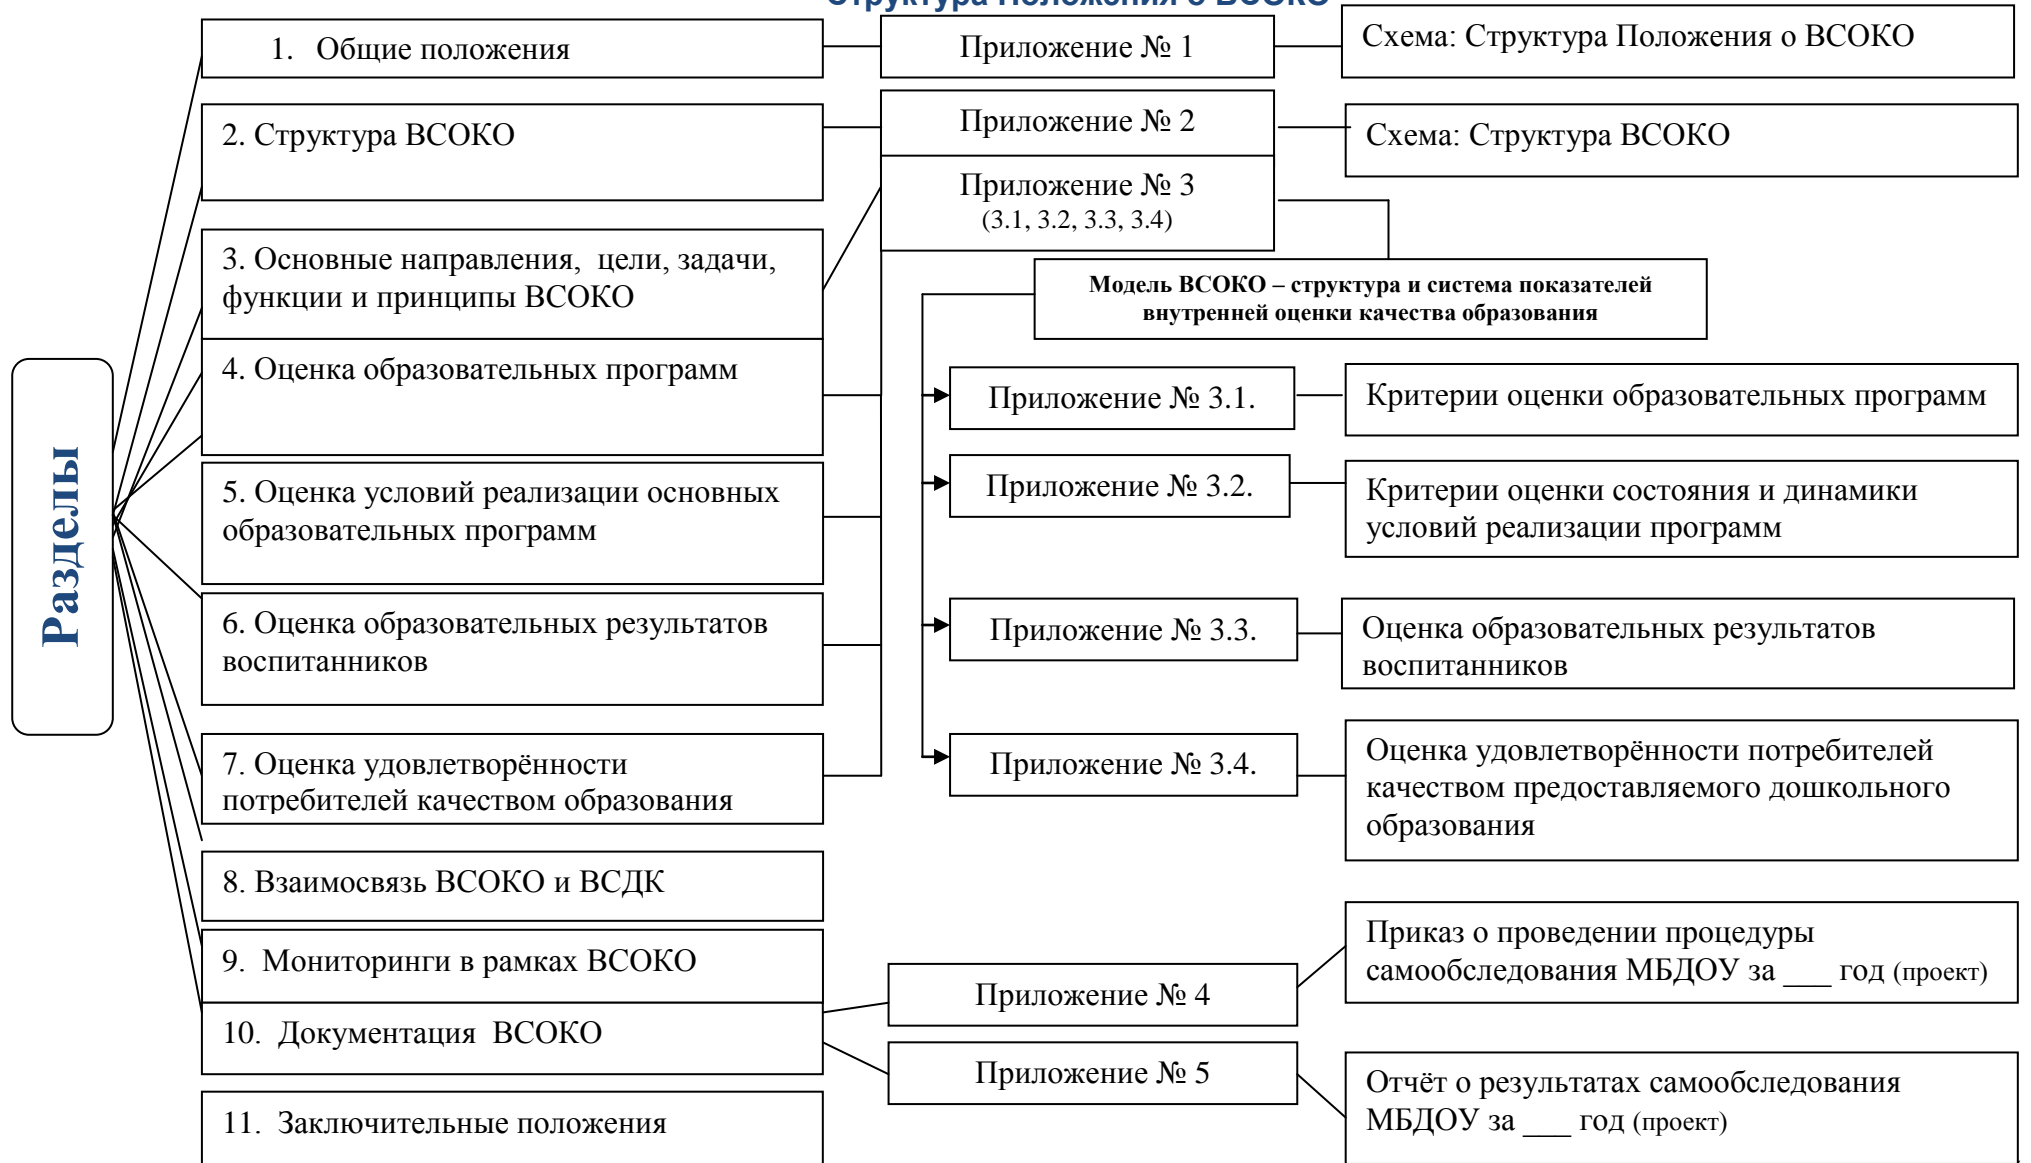 Структура Положения о ВСОКО
Разделы
1. Общие положения
Приложение № 1
Схема: Структура Положения о ВСОКО
2. Структура ВСОКО
Приложение № 2
Схема: Структура ВСОКО
Приложение № 3
(3.1, 3.2, 3.3, 3.4)
3. Основные направления, цели, задачи,
функции и принципы ВСОКО
Модель ВСОКО – структура и система показателей
внутренней оценки качества образования
4. Оценка образовательных программ
Приложение № 3.1.
Критерии оценки образовательных программ
5. Оценка условий реализации основных
образовательных программ
Приложение № 3.2.
Критерии оценки состояния и динамики
условий реализации программ
6. Оценка образовательных результатов
воспитанников
Приложение № 3.3.
Оценка образовательных результатов
воспитанников
7. Оценка удовлетворённости
потребителей качеством образования
Приложение № 3.4.
Оценка удовлетворённости потребителей
качеством предоставляемого дошкольного
образования
8. Взаимосвязь ВСОКО и ВСДК
9. Мониторинги в рамках ВСОКО
10. Документация ВСОКО
Приложение № 4
Приказ о проведении процедуры
самообследования МБДОУ за ___ год (проект)
Приложение № 5
Отчёт о результатах самообследования
МБДОУ за ___ год (проект)
11. Заключительные положения